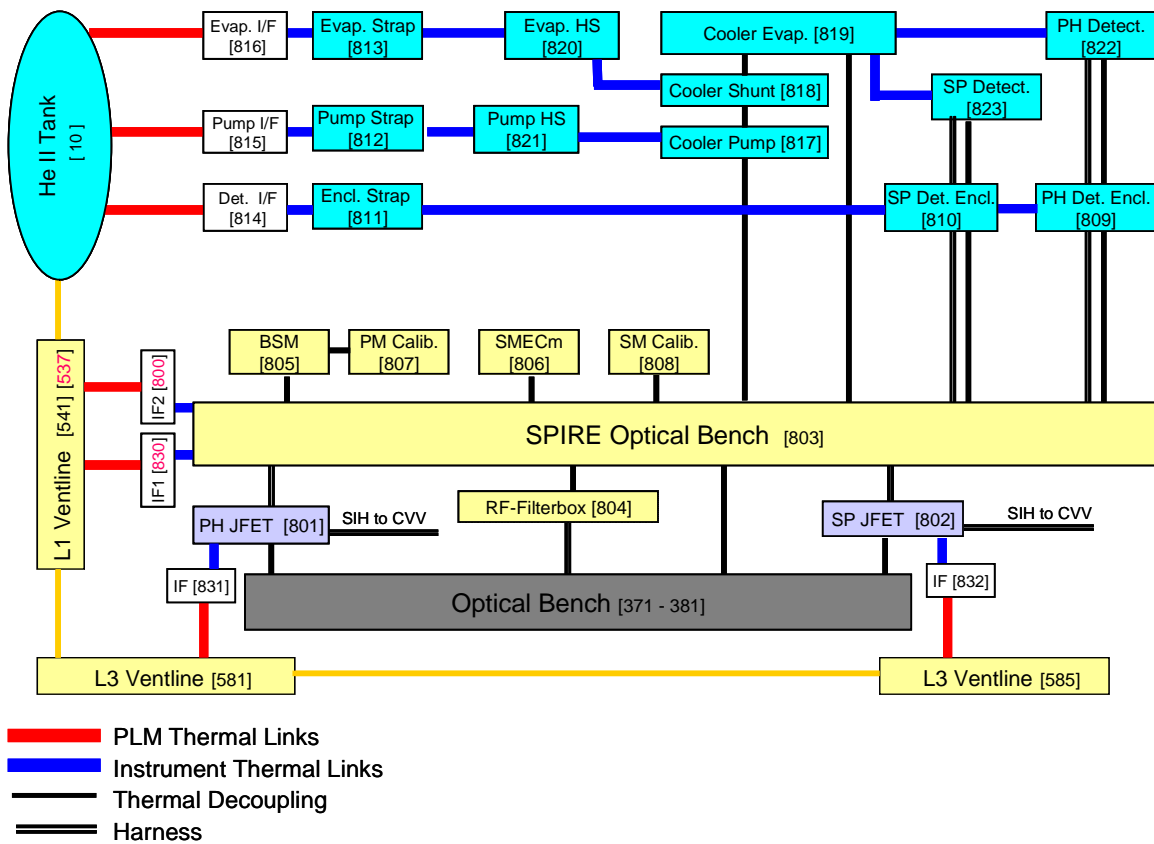 Evap. I/F
[816]
Evap. Strap
[813]
Evap. HS
[820]
Cooler Evap. [819]
PH Detect.
[822]
Cooler Shunt [818]
SP Detect.
[823]
He II Tank
[ 10 ]
Pump I/F
[815]
Pump Strap
[812]
Pump HS
[821]
Cooler Pump [817]
Det. I/F
[814]
Encl. Strap
[811]
SP Det. Encl.
[810]
PH Det. Encl.
[809]
BSM
[805]
PM Calib.
[807]
SMECm
[806]
SM Calib.
[808]
L1 Ventline [541] [537]
IF2 [800]
IF1 [830]
SPIRE Optical Bench [803]
PH JFET [801]
SIH to CVV
RF-Filterbox [804]
SP JFET [802]
SIH to CVV
IF [831]
IF [832]
Optical Bench [371 - 381]
L3 Ventline [581]
L3 Ventline [585]
PLM Thermal Links
Instrument Thermal Links
Thermal Decoupling
Harness